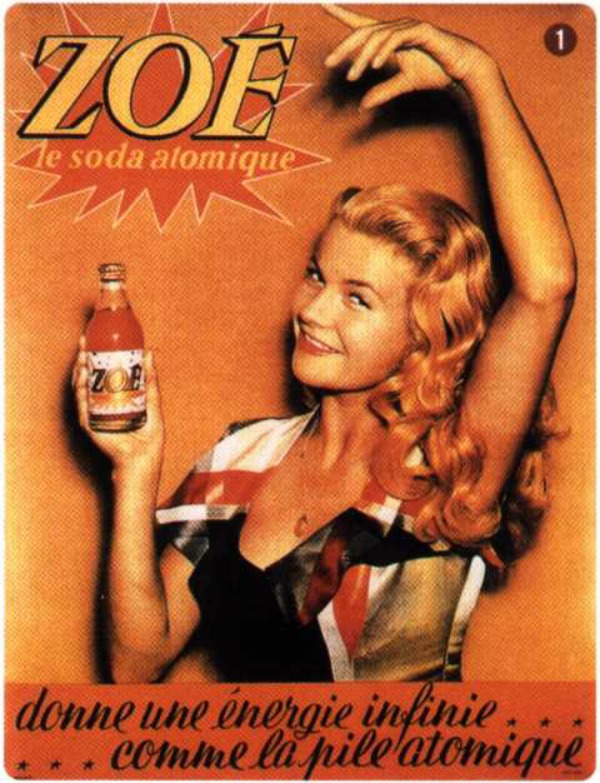 ZOÉ
le soda atomique
1
ZOÉ
donne une énergie infinie . . .
. . . comme la pile atomique